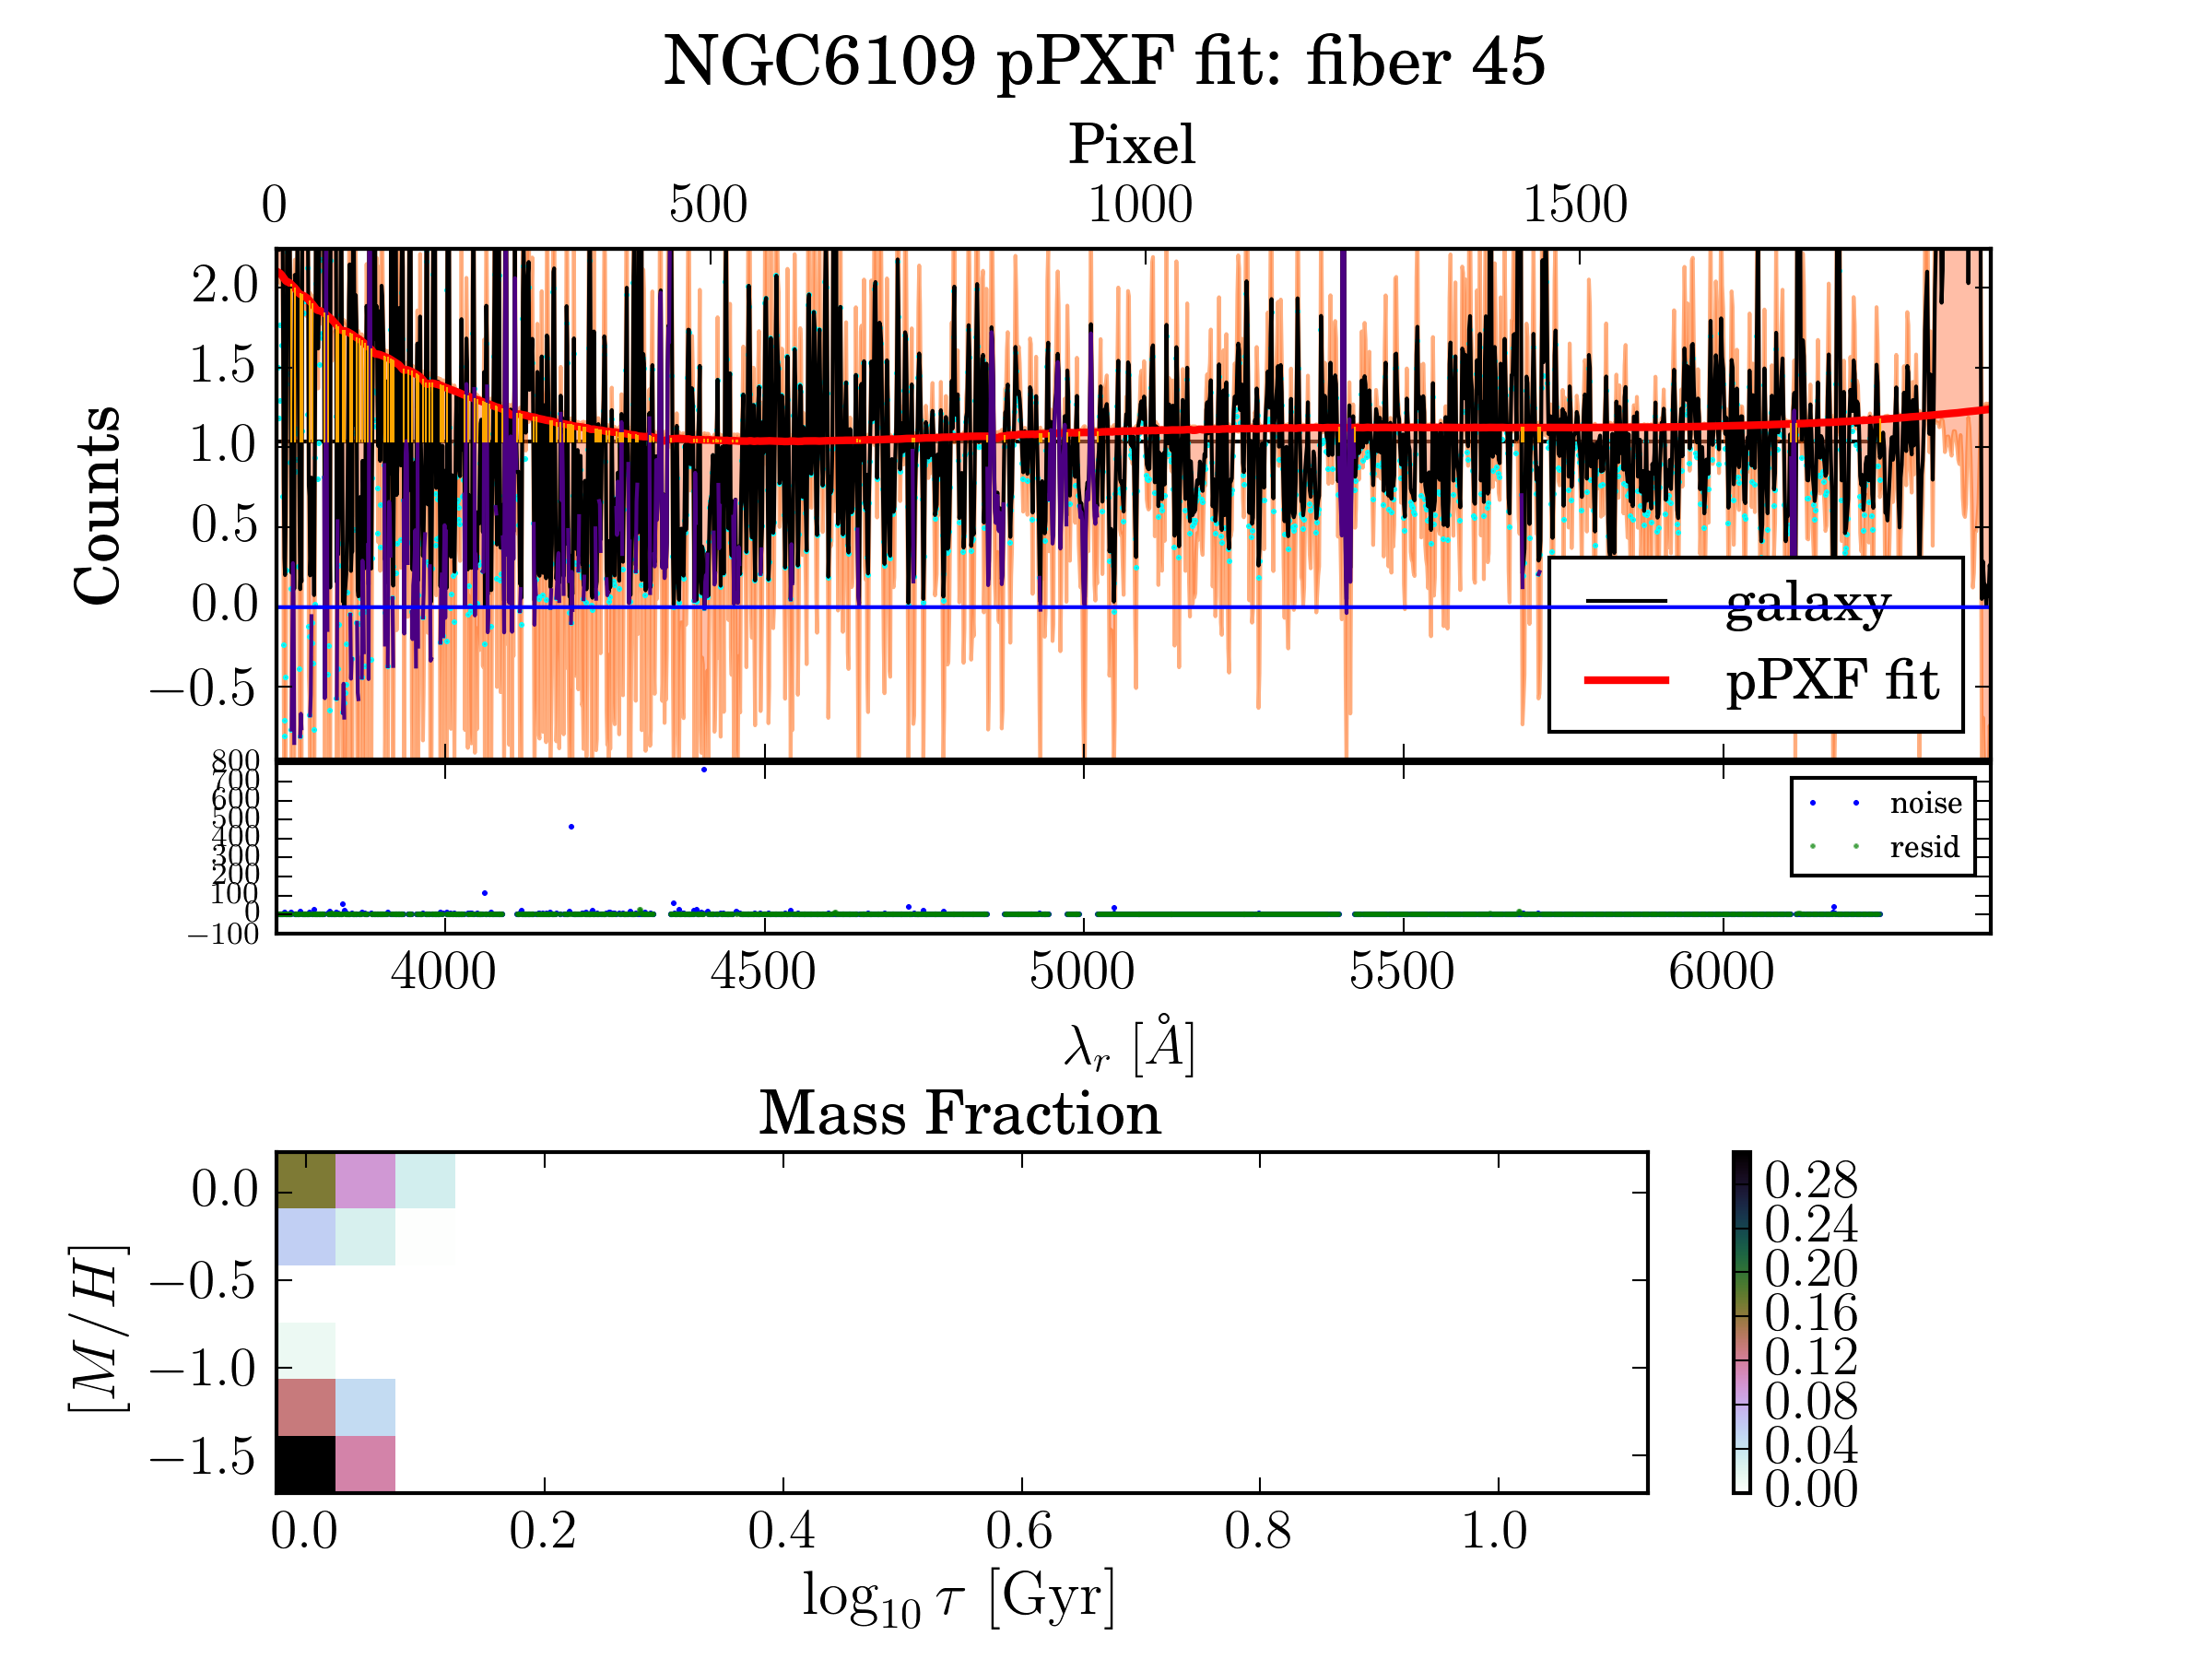 NGC6109 pPXF fit: fiber 45
Pixel
0 500 1000 1500
Counts
2.0
1.5
1.0
0.5
0.0
−0.5
galaxy
pPXF fit
800
700
600
500
400
300
200
100
0
−100
noise
resid
4000 4500 5000 5500 6000
λr [Å]
Mass Fraction
[M/H]
0.0
−0.5
−1.0
−1.5
0.28
0.24
0.20
0.16
0.12
0.08
0.04
0.00
0.0 0.2 0.4 0.6 0.8 1.0
log10 τ [Gyr]